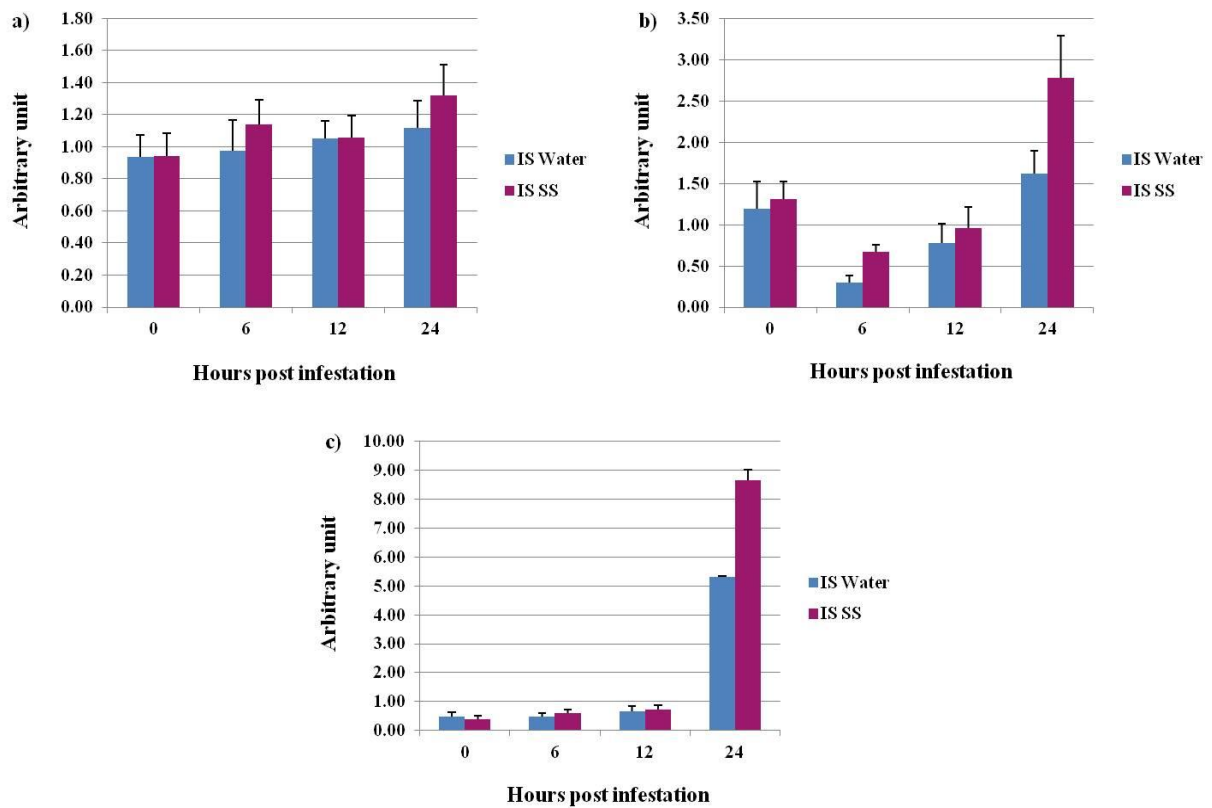 a)
1.80
1.60
1.40
1.20
1.00
0.80
0.60
0.40
0.20
0.00
Arbitrary unit
0 6 12 24
Hours post infestation
IS Water
IS SS
b)
3.50
3.00
2.50
2.00
1.50
1.00
0.50
0.00
Arbitrary unit
0 6 12 24
Hours post infestation
IS Water
IS SS
c)
10.00
9.00
8.00
7.00
6.00
5.00
4.00
3.00
2.00
1.00
0.00
Arbitrary unit
0 6 12 24
Hours post infestation
IS Water
IS SS